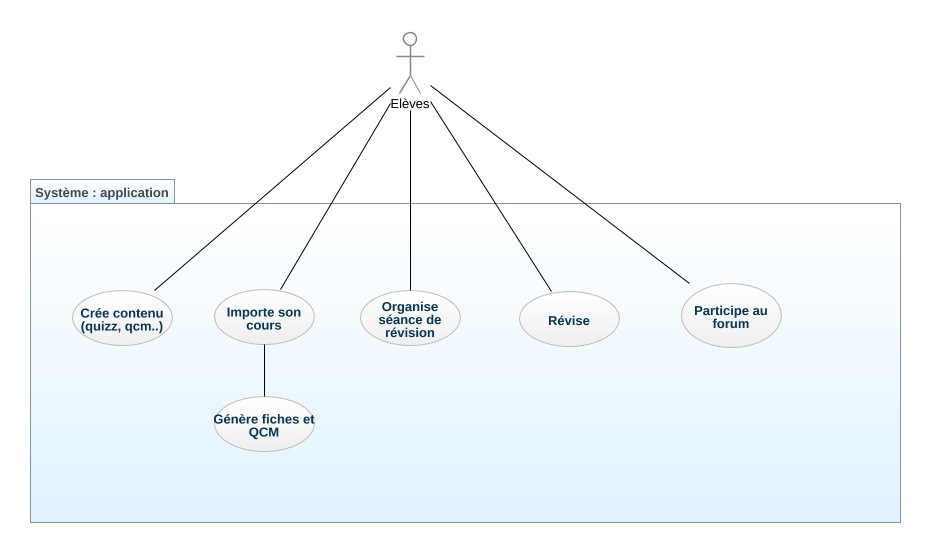 Elèves
Système : application
Crée contenu
(quizz, qcm..)
Importe son
cours
Organise
séance de
révision
Révise
Participe au
forum
Génère fiches et
QCM